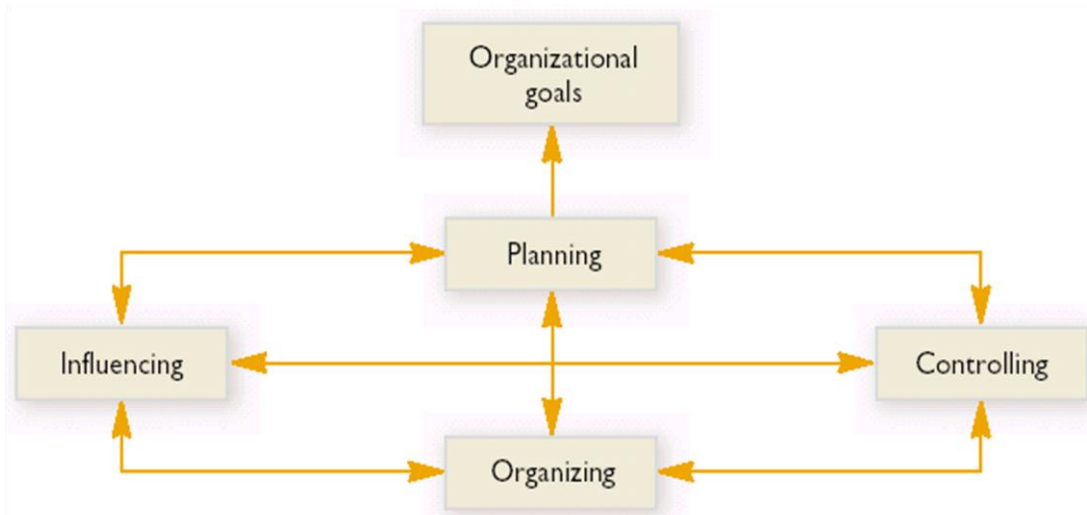 Organizational
goals
Planning
Influencing
Controlling
Organizing